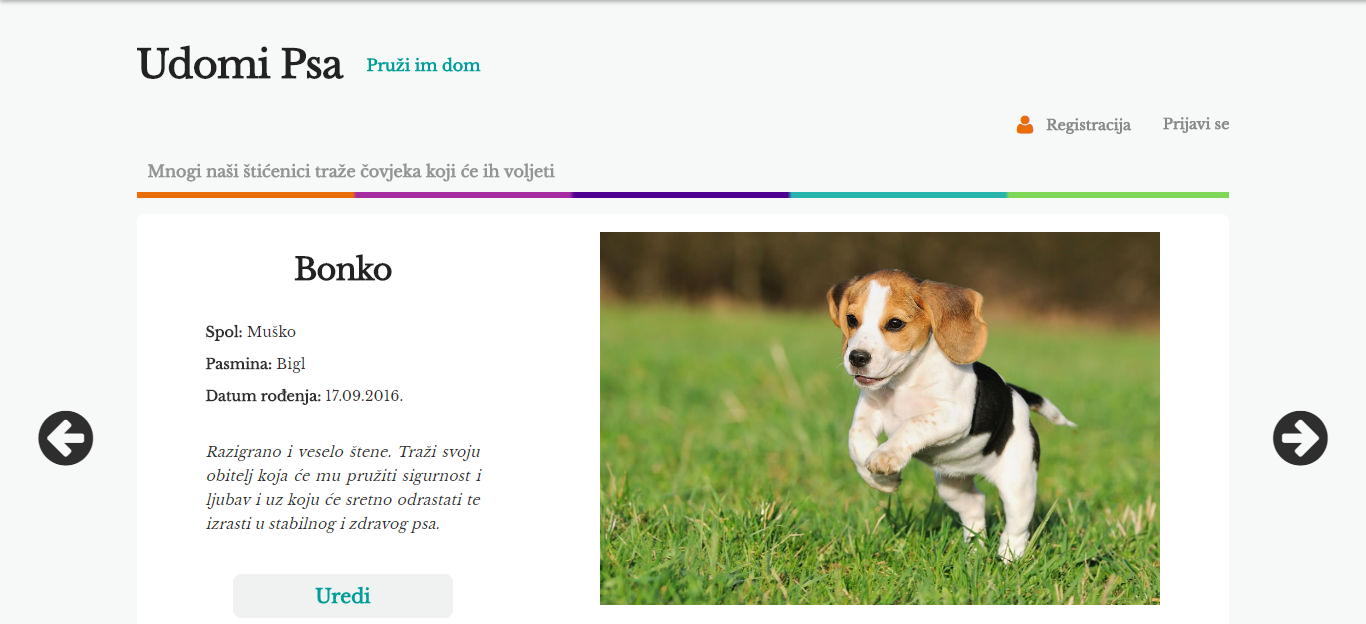 Udomi Psa
Pruži im dom
Registracija
Prijavi se
Mnogi naši štićenici traže čovjeka koji će ih voljeti
Bonko
Spol: Muško
Pasmina: Bigl
Datum rođenja: 17.09.2016.
Razigrano i veselo štene. Traži svoju
obitelj koja će mu pružiti sigurnost i
ljubav i uz koju će sretno odrastati te
izrasti u stabilnog i zdravog psa.
Uredi